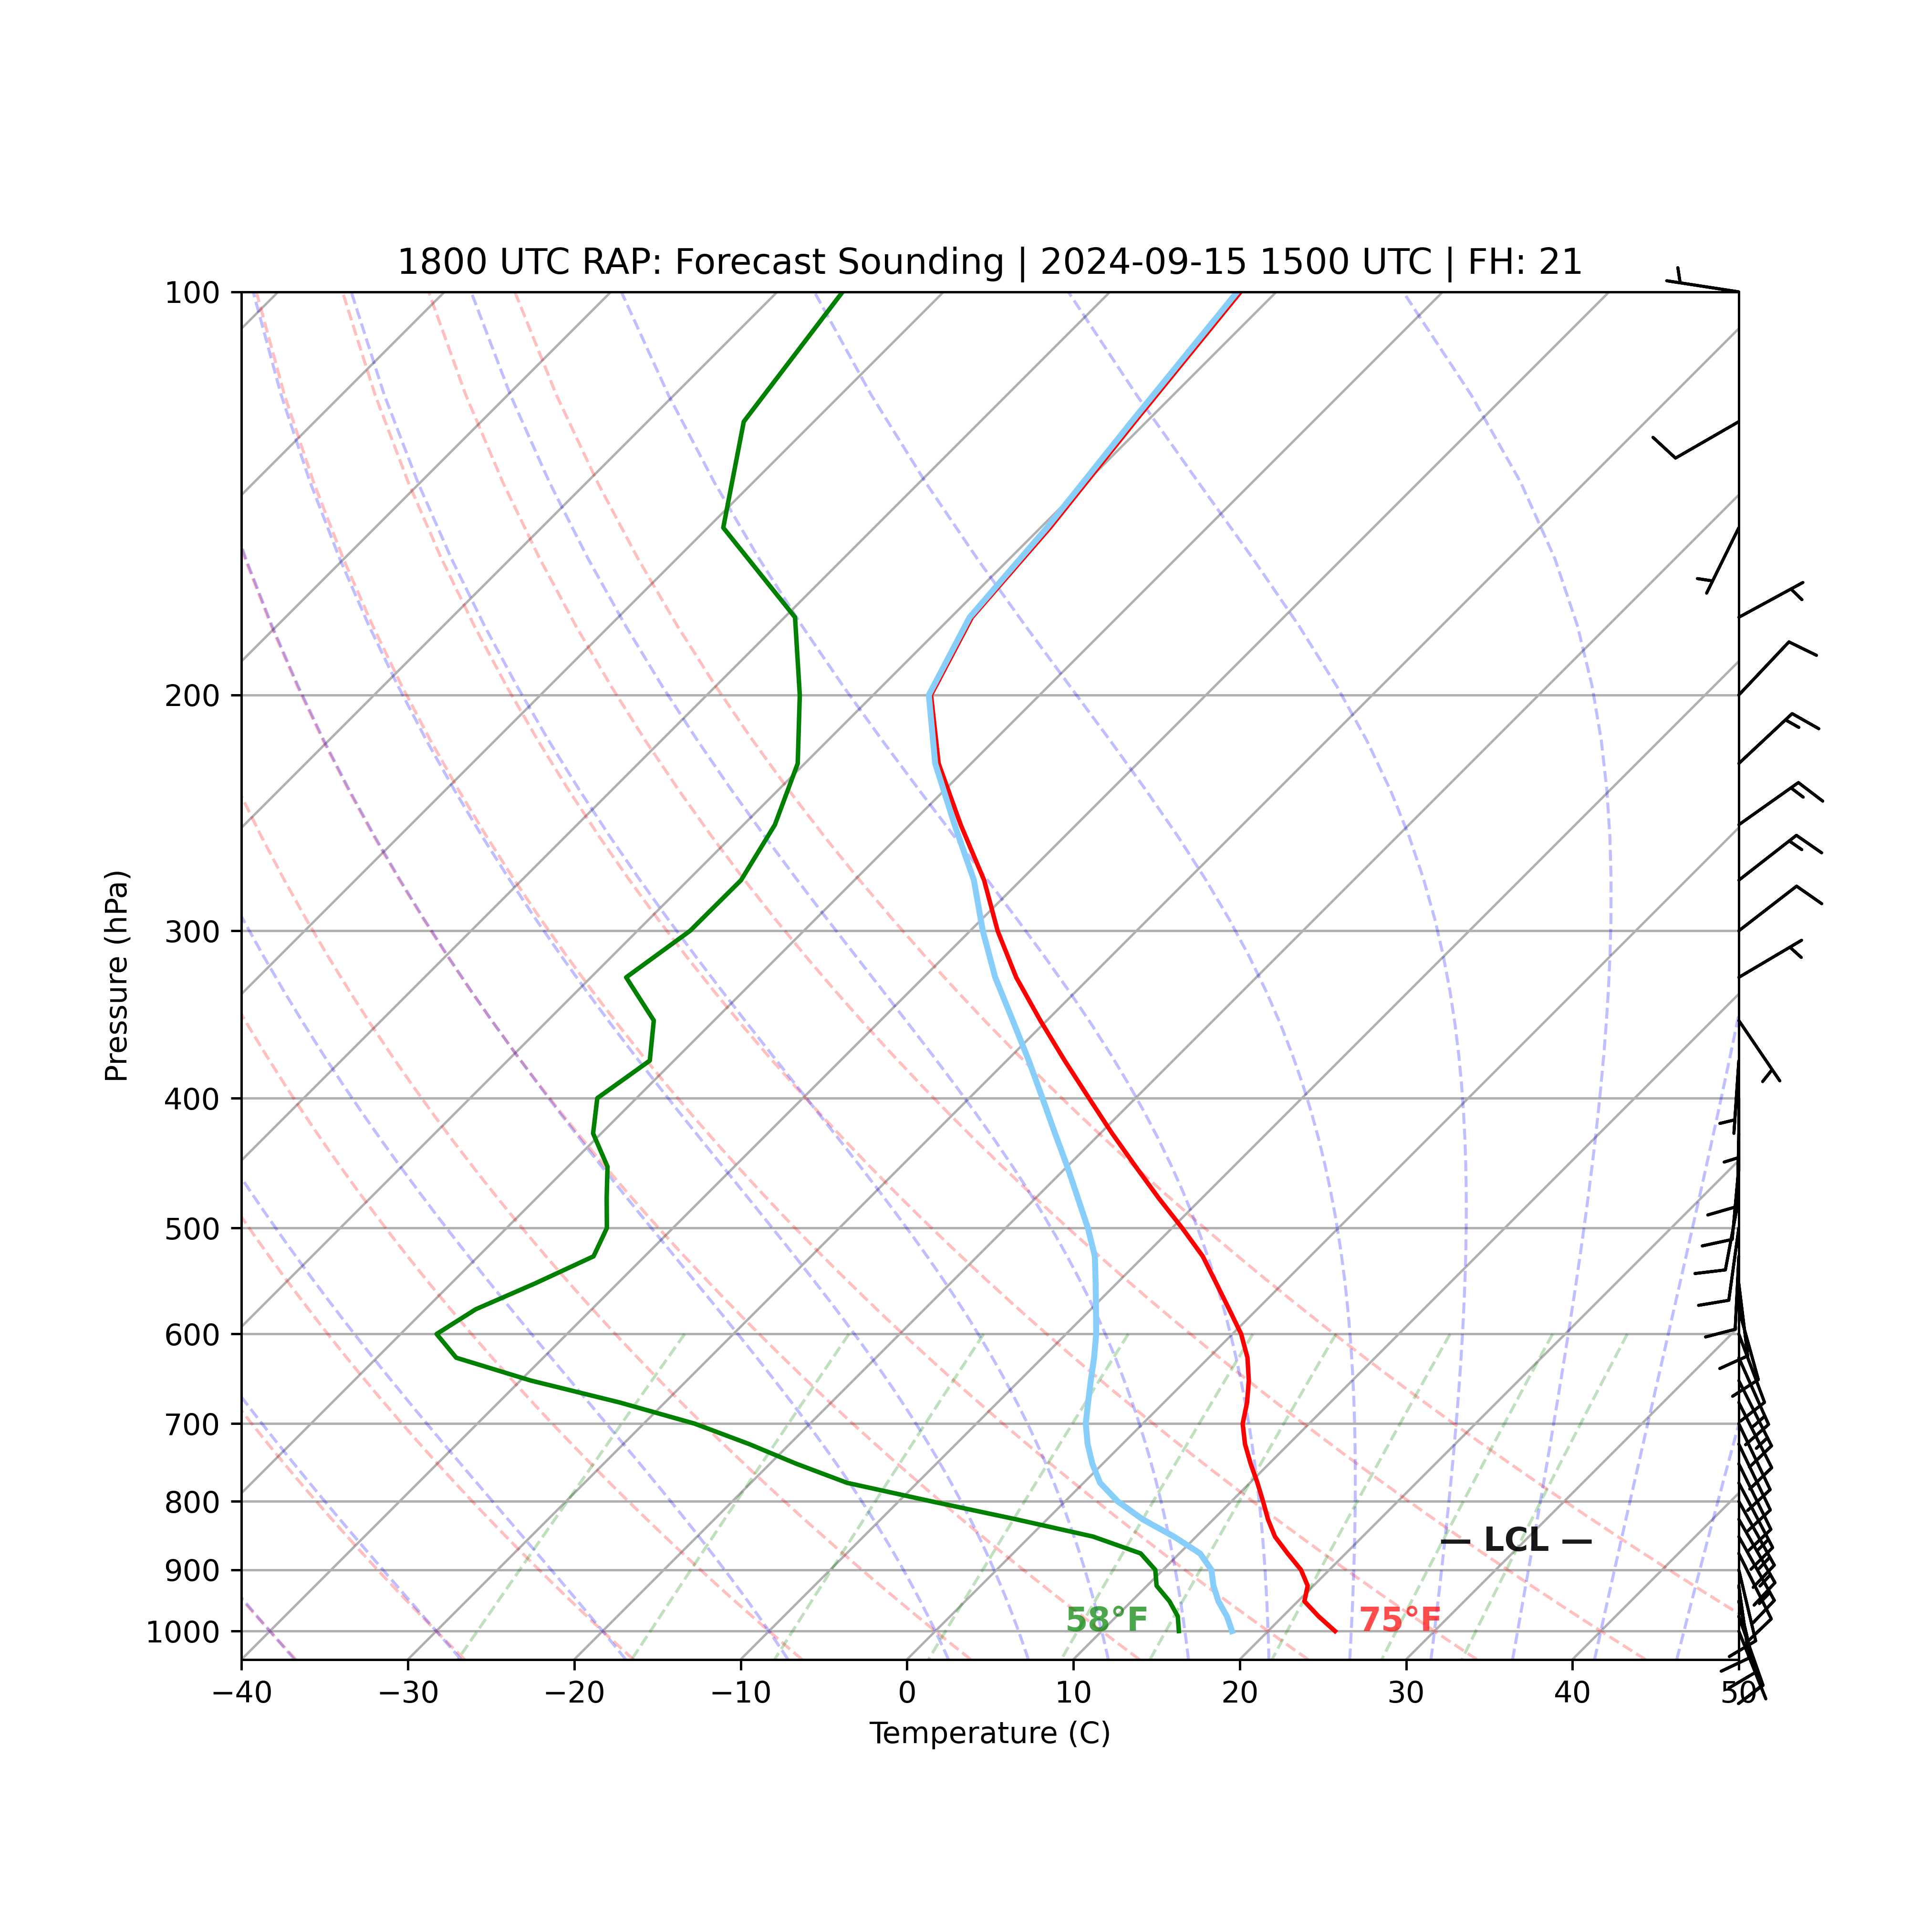 1800 UTC RAP: Forecast Sounding | 2024-09-15 1500 UTC | FH: 21
100
200
300
400
500
600
700
800
900
1000
Pressure (hPa)
— LCL —
58°F
75°F
−40 −30 −20 −10 0 10 20 30 40 50
Temperature (C)